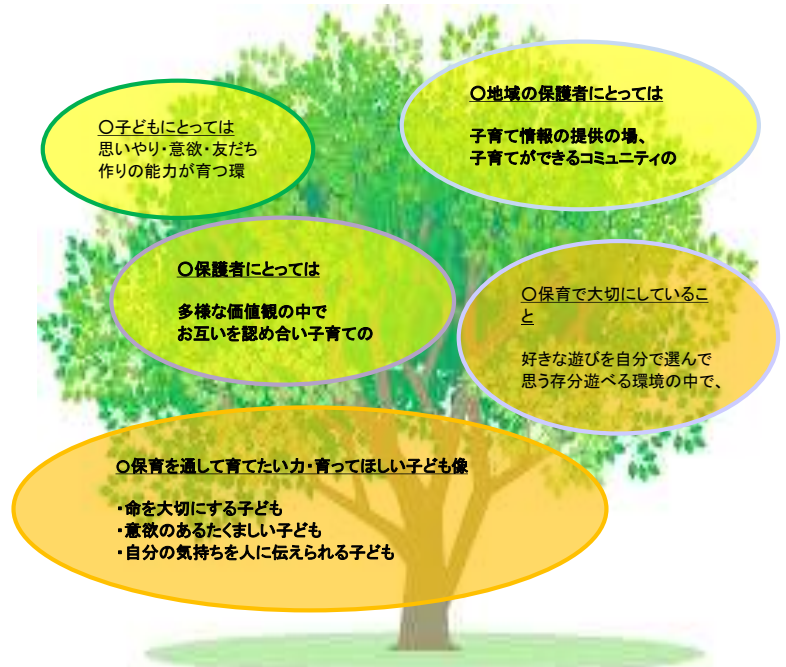 〇子どもにとっては
思いやり・意欲・友だち
作りの能力が育つ環
〇地域の保護者にとっては
子育て情報の提供の場、
子育てができるコミュニティの
〇保護者にとっては
多様な価値観の中で
お互いを認め合い子育ての
〇保育で大切にしているこ
と
好きな遊びを自分で選んで
思う存分遊べる環境の中で、
○保育を通して育てたい力・育ってほしい子ども像
・命を大切にする子ども
・意欲のあるたくましい子ども
・自分の気持ちを人に伝えられる子ども